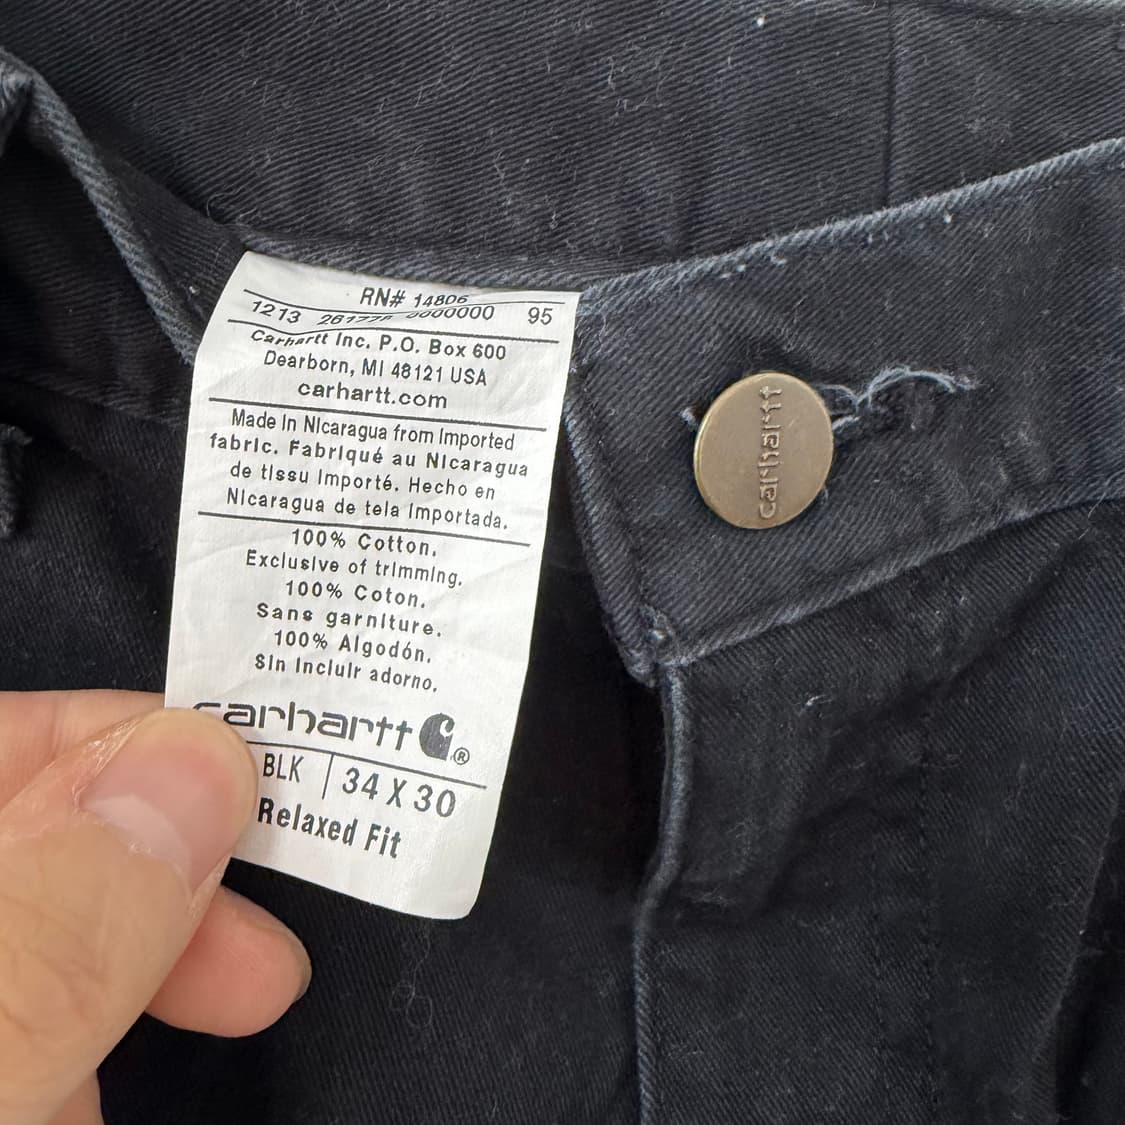 RN# 14806
1213 0000000 95
Carhartt Inc. P.O. Box 600
Dearborn, MI 48121 USA
carhartt.com
Made in Nicaragua from Imported
fabric. Fabriqué au Nicaragua
de tissu importé. Hecho en
Nicaragua de tela importada.
100% Cotton.
Exclusive of trimming.
100% Coton.
Sans garniture.
100% Algodón.
Sin incluir adorno.
carhartt ®
BLK | 34 X 30
Relaxed Fit
carhartt